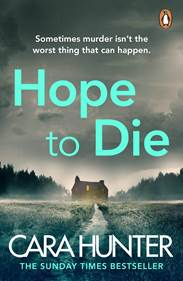 Sometimes murder isn't the
worst thing that can happen.
Hope
to Die
CARA HUNTER
THE SUNDAY TIMES BESTSELLER